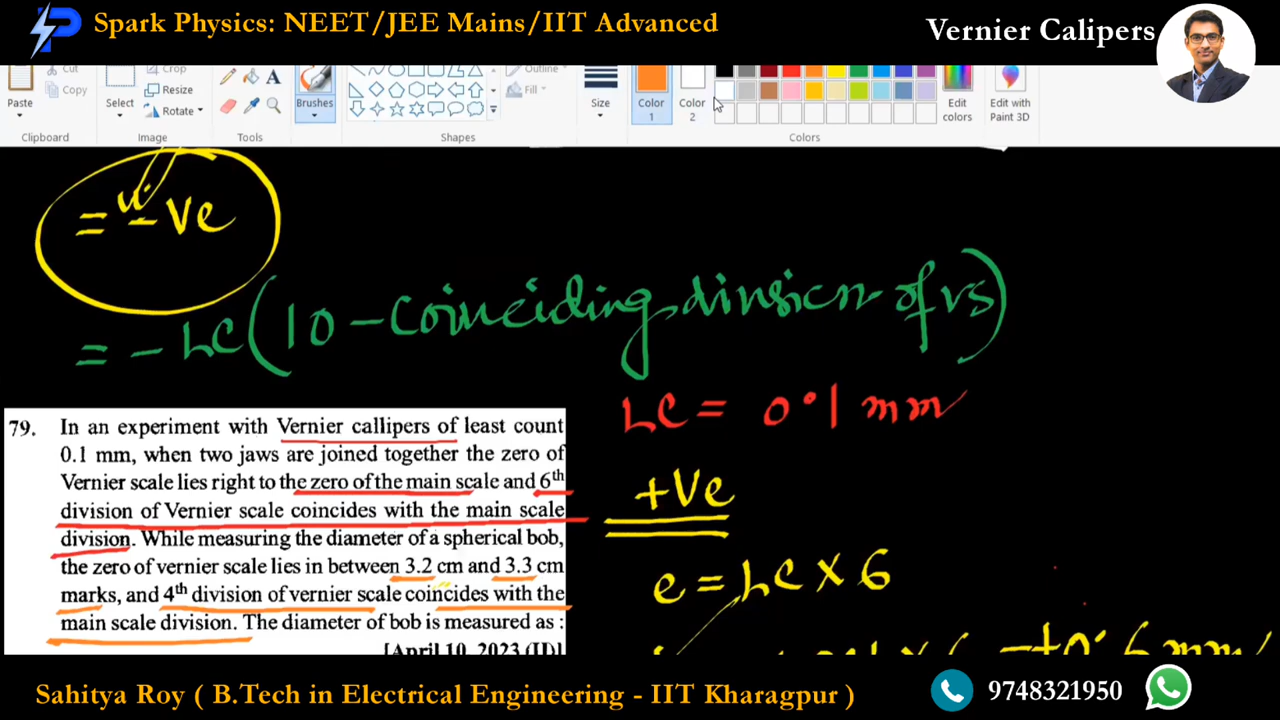 Spark Physics: NEET/JEE Mains/IIT Advanced
Vernier Calipers
Cut
Copy
Paste
Clipboard
Select
Crop
Resize
Rotate
Image
Tools
Brushes
Outline
Fill
Shapes
Size
Color 1
Color 2
Edit colors
Edit with Paint 3D
Colors
= -ve
= - LC (10 - coinciding division of VS)
LC = 0.1 mm
+ve
e = LC × 6
79. In an experiment with Vernier callipers of least count
0.1 mm, when two jaws are joined together the zero of
Vernier scale lies right to the zero of the main scale and 6th
division of Vernier scale coincides with the main scale
division. While measuring the diameter of a spherical bob,
the zero of vernier scale lies in between 3.2 cm and 3.3 cm
marks, and 4th division of vernier scale coincides with the
main scale division. The diameter of bob is measured as :
[April 10, 2023 (II)]
× 6 = +0.6 mm
Sahitya Roy ( B.Tech in Electrical Engineering - IIT Kharagpur )
9748321950